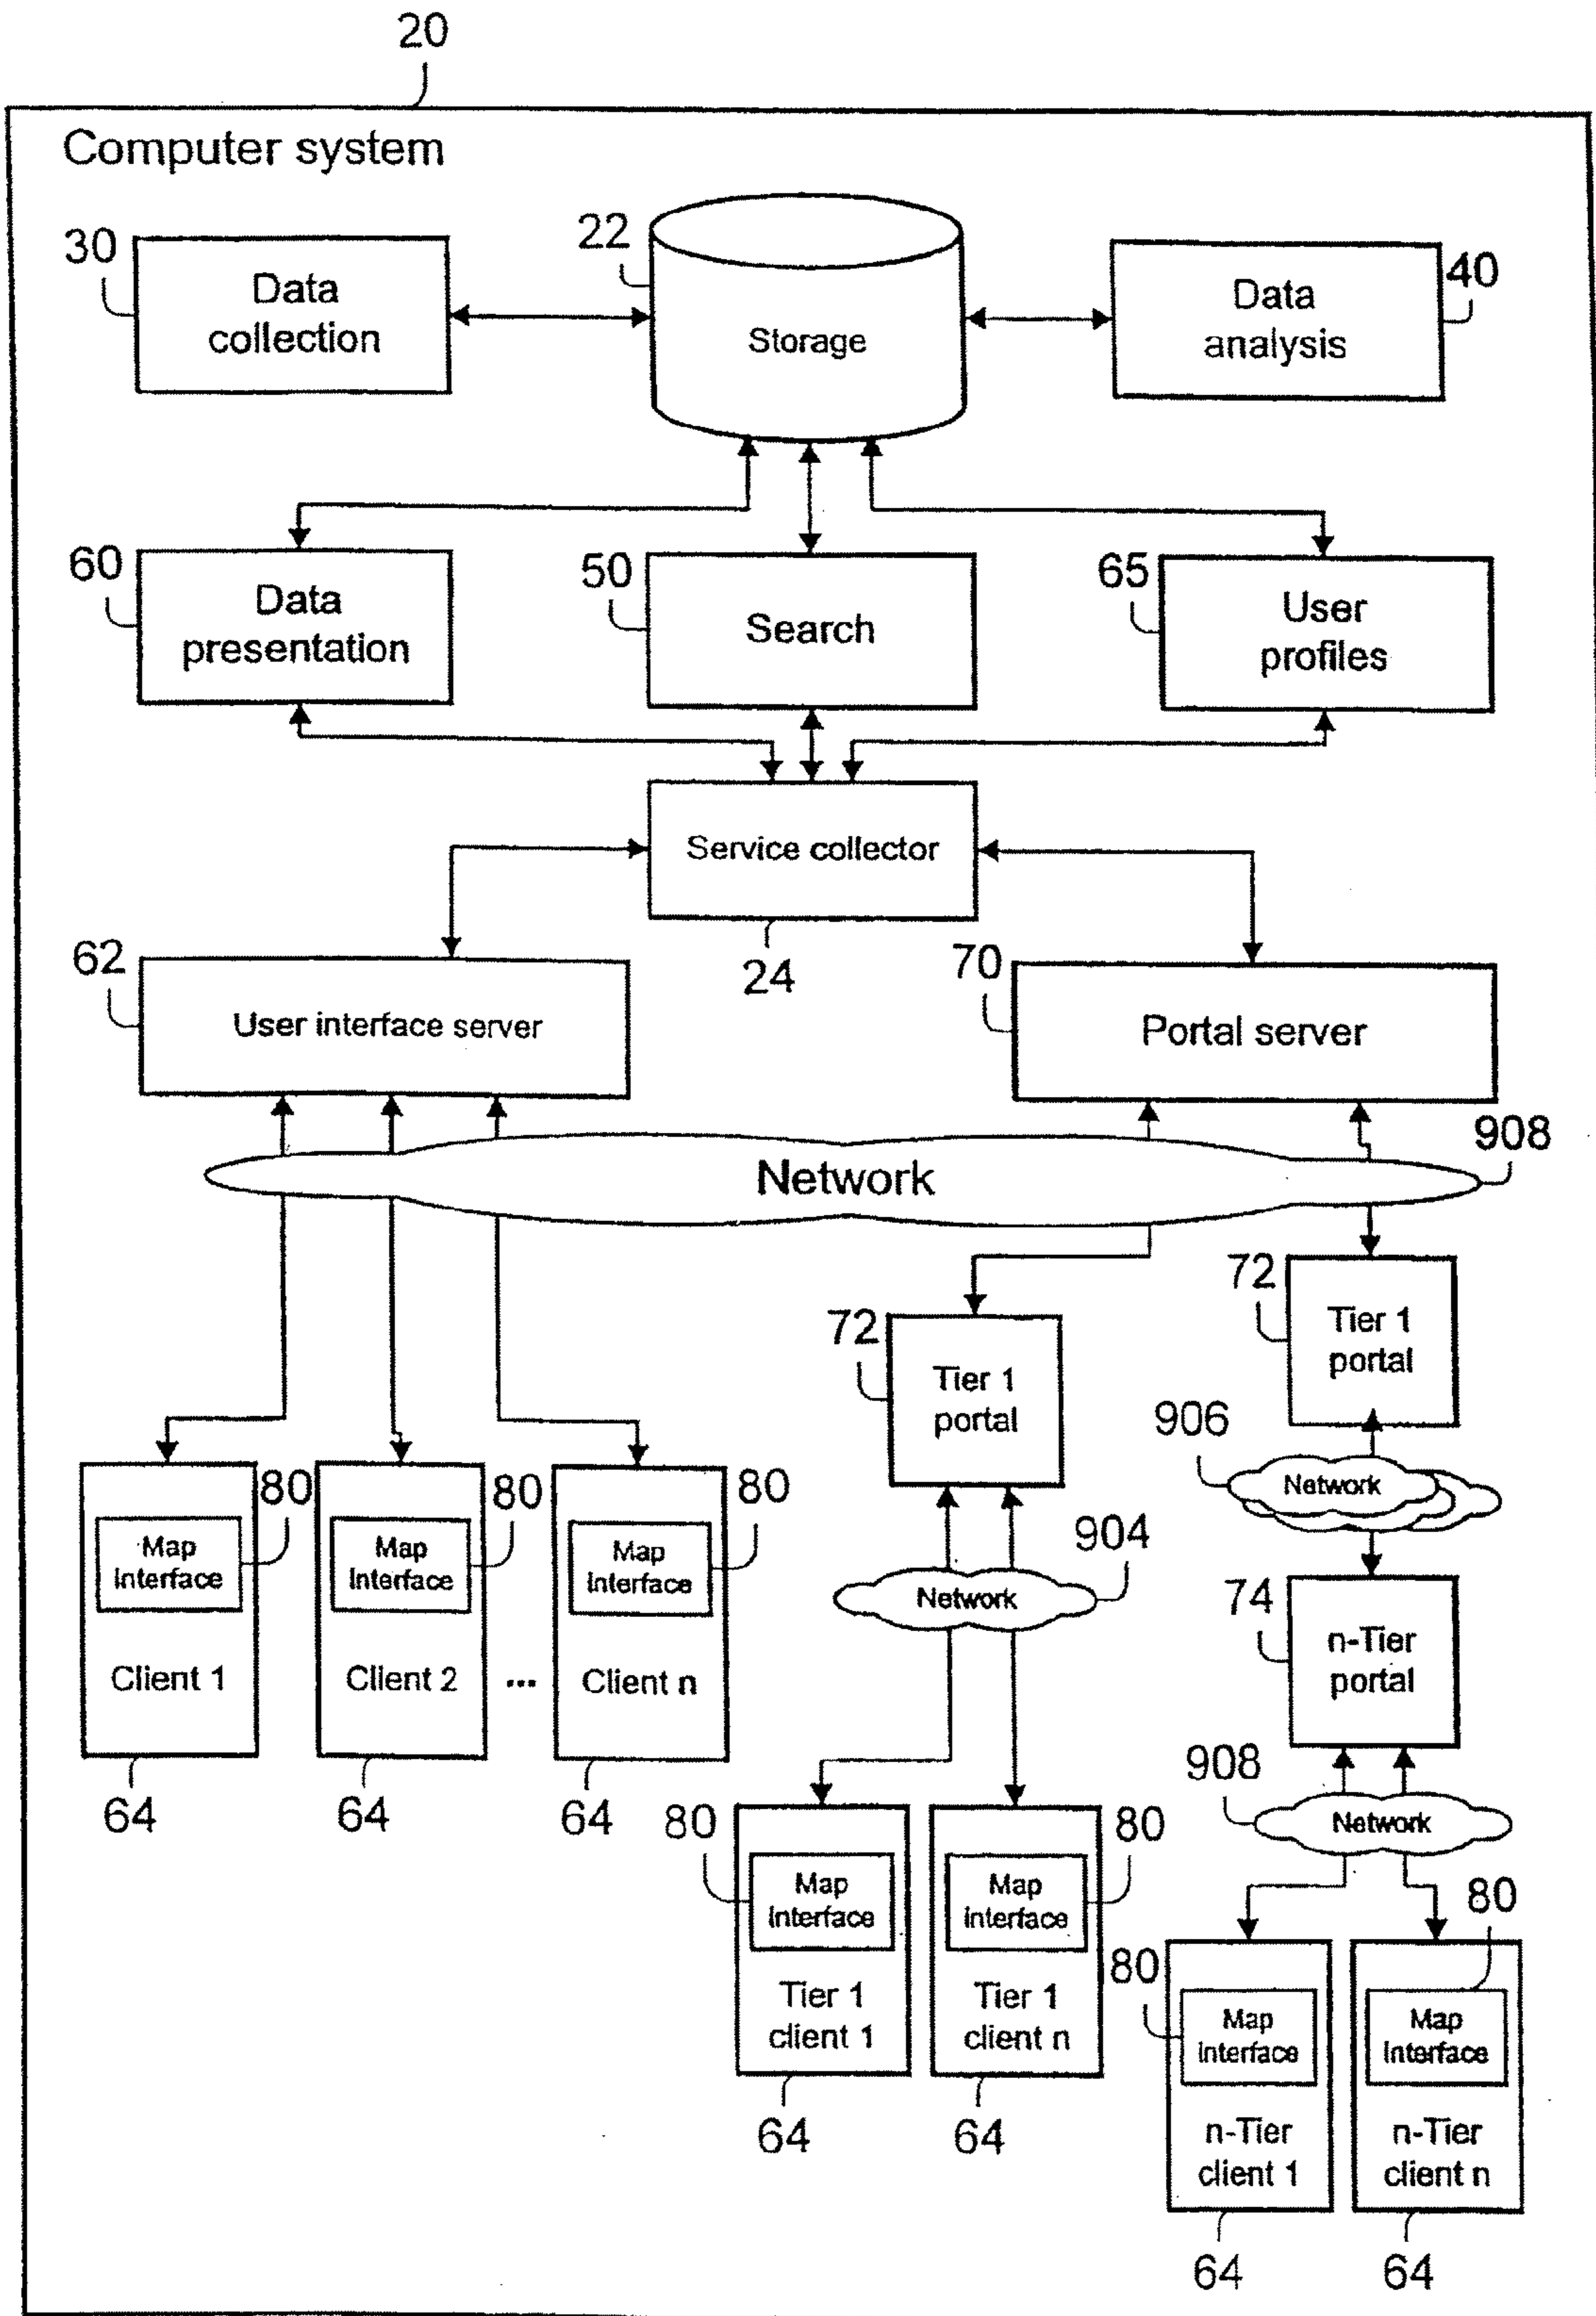 20
Computer system
30
Data
collection
22
Storage
40
Data
analysis
60
Data
presentation
50
Search
65
User
profiles
Service collector
24
62
User interface server
70
Portal server
908
Network
72
Tier 1
portal
72
Tier 1
portal
906
Network
80
Map
Interface
Client 1
64
80
Map
Interface
Client 2
64
...
80
Map
Interface
Client n
64
904
Network
74
n-Tier
portal
908
Network
80
Map
Interface
Tier 1
client 1
64
80
Map
Interface
Tier 1
client n
64
80
Map
Interface
n-Tier
client 1
64
80
Map
Interface
n-Tier
client n
64